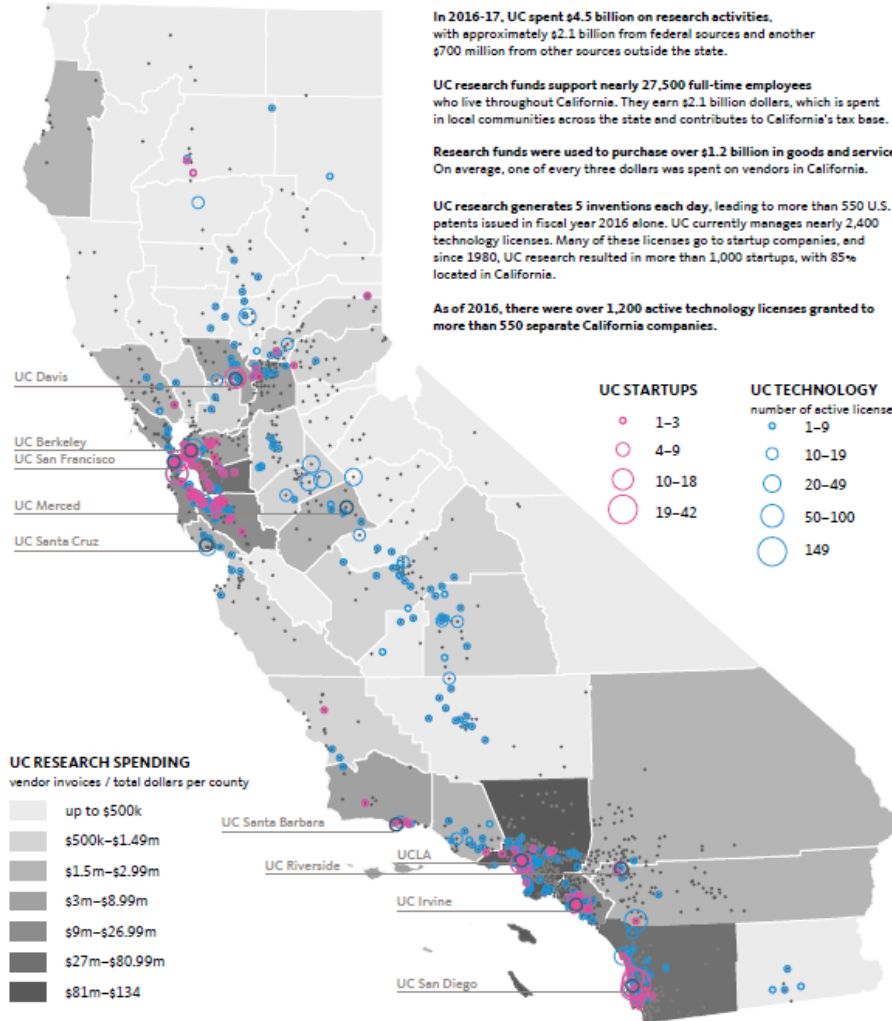 In 2016-17, UC spent $4.5 billion on research activities,
with approximately $2.1 billion from federal sources and another
$700 million from other sources outside the state.
UC research funds support nearly 27,500 full-time employees
who live throughout California. They earn $2.1 billion dollars, which is spent
in local communities across the state and contributes to California's tax base.
Research funds were used to purchase over $1.2 billion in goods and service
On average, one of every three dollars was spent on vendors in California.
UC research generates 5 inventions each day, leading to more than 550 U.S.
patents issued in fiscal year 2016 alone. UC currently manages nearly 2,400
technology licenses. Many of these licenses go to startup companies, and
since 1980, UC research resulted in more than 1,000 startups, with 85%
located in California.
As of 2016, there were over 1,200 active technology licenses granted to
more than 550 separate California companies.
UC STARTUPS
1–3
4–9
10–18
19–42
UC TECHNOLOGY
number of active license
1–9
10–19
20–49
50–100
149
UC Davis
UC Berkeley
UC San Francisco
UC Merced
UC Santa Cruz
UC Santa Barbara
UCLA
UC Riverside
UC Irvine
UC San Diego
UC RESEARCH SPENDING
vendor invoices / total dollars per county
up to $500k
$500k–$1.49m
$1.5m–$2.99m
$3m–$8.99m
$9m–$26.99m
$27m–$80.99m
$81m–$134